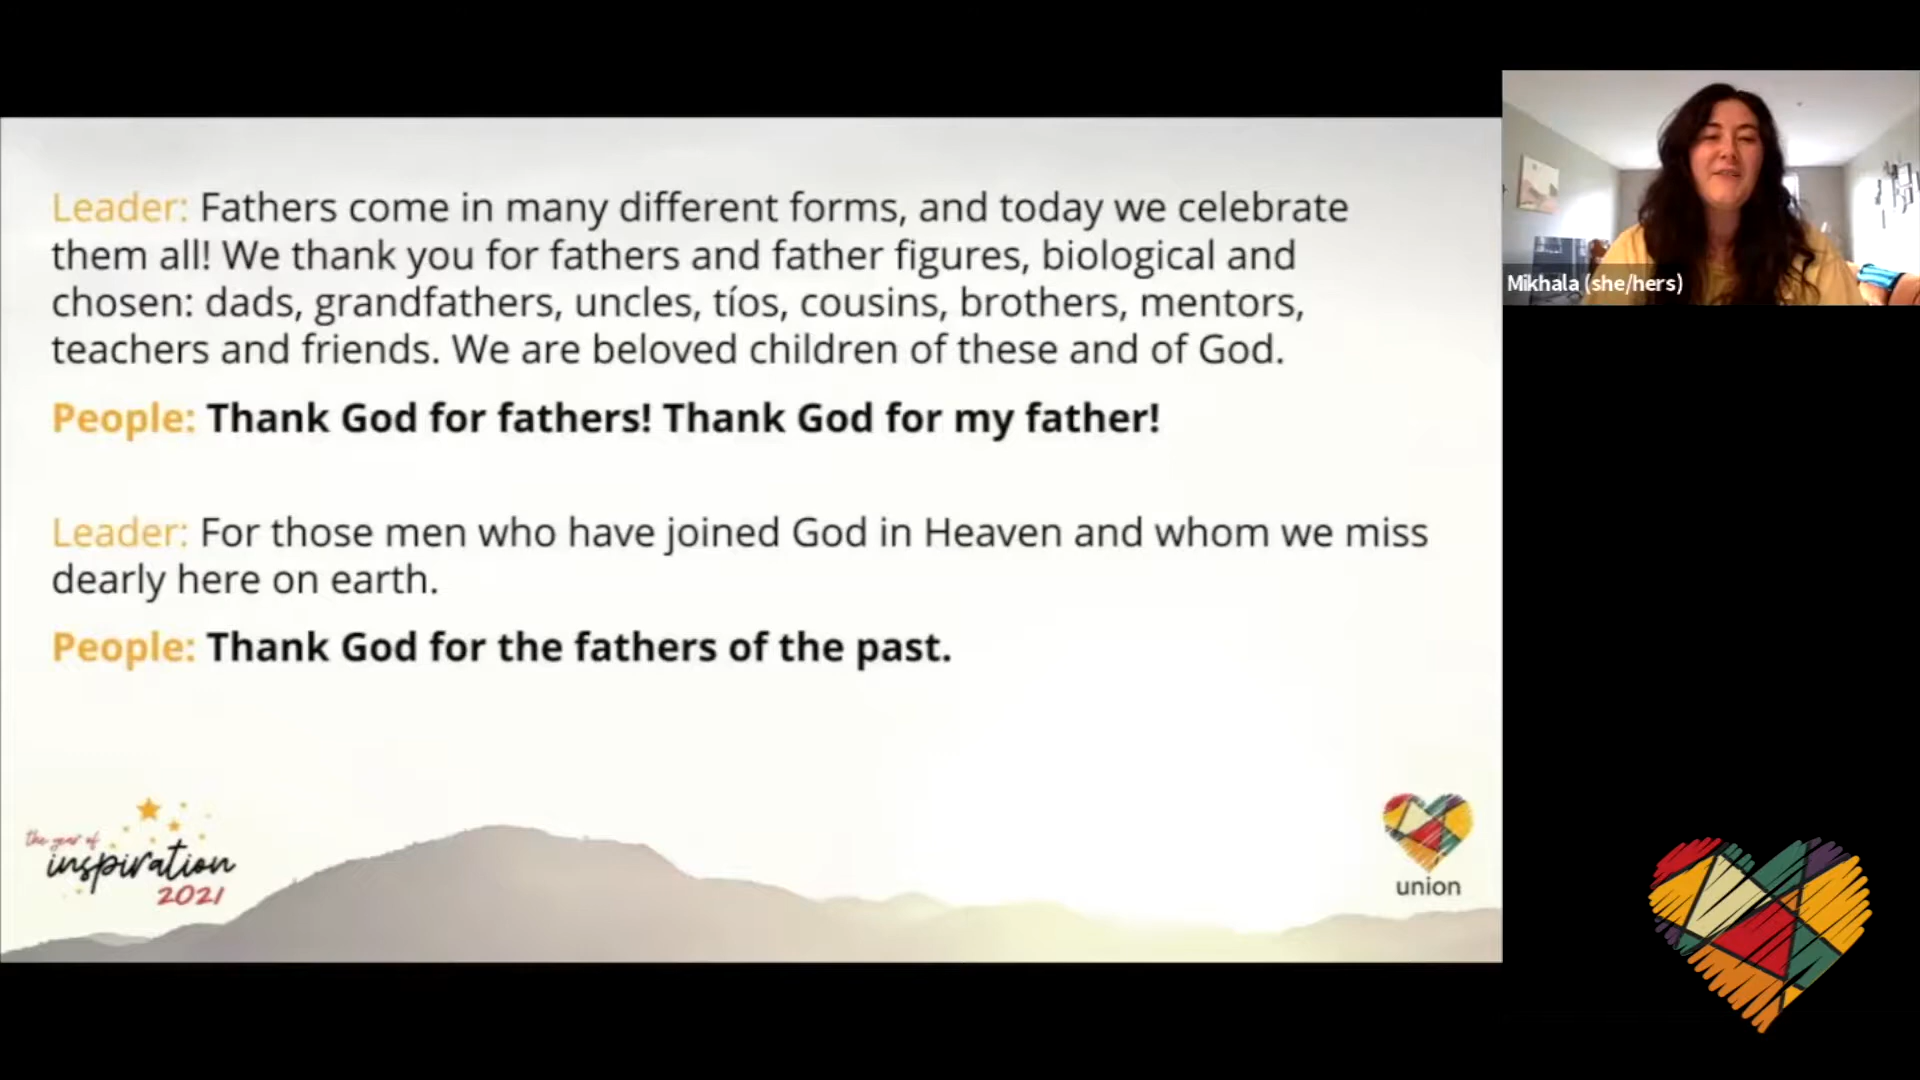 Leader: Fathers come in many different forms, and today we celebrate
them all! We thank you for fathers and father figures, biological and
chosen: dads, grandfathers, uncles, tíos, cousins, brothers, mentors,
teachers and friends. We are beloved children of these and of God.
People: Thank God for fathers! Thank God for my father!
Leader: For those men who have joined God in Heaven and whom we miss
dearly here on earth.
People: Thank God for the fathers of the past.
the year of
inspiration
2021
union
Mikhala (she/hers)